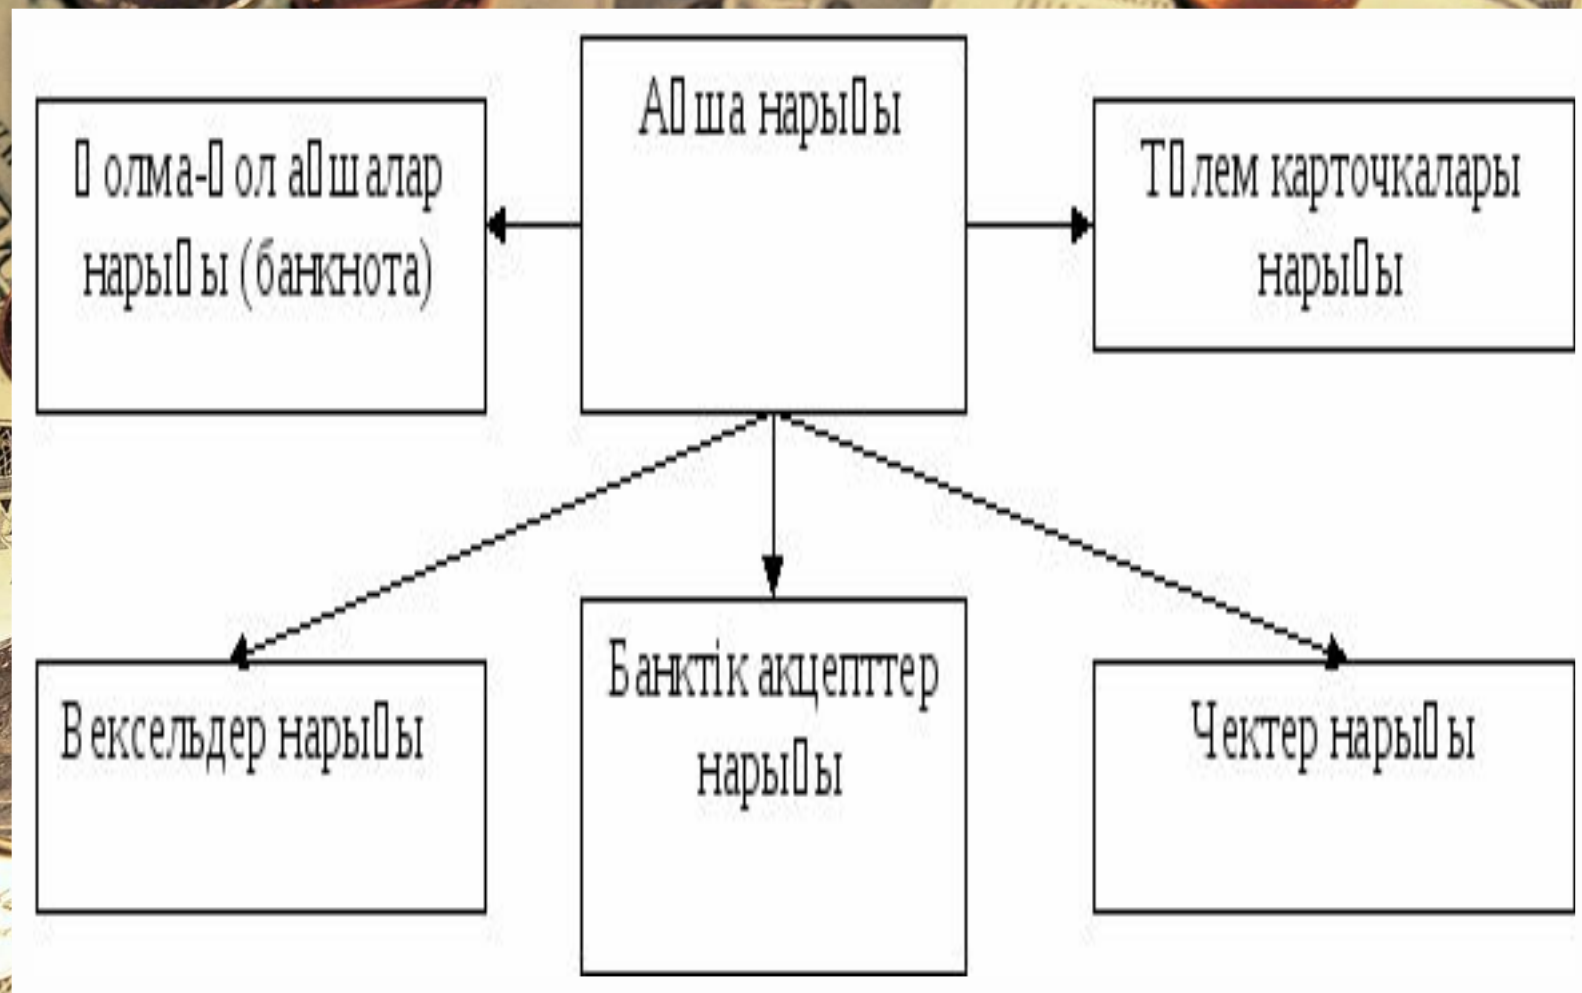 А▯ша нары▯ы
▯олма-▯ол а▯шалар
нары▯ы (банкнота)
Т▯лем карточкалары
нары▯ы
Вексельдер нары▯ы
Банктік акцепттер
нары▯ы
Чектер нары▯ы